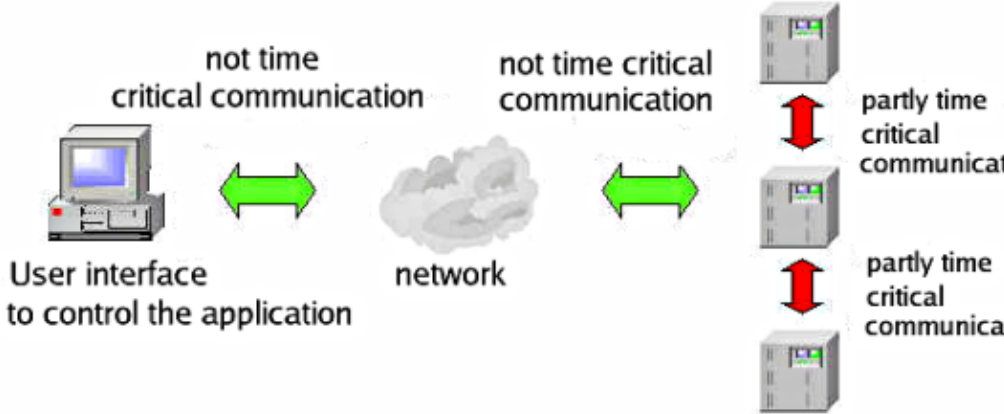 not time
critical communication
not time critical
communication
partly time
critical
communicat
User interface
to control the application
network
partly time
critical
communica